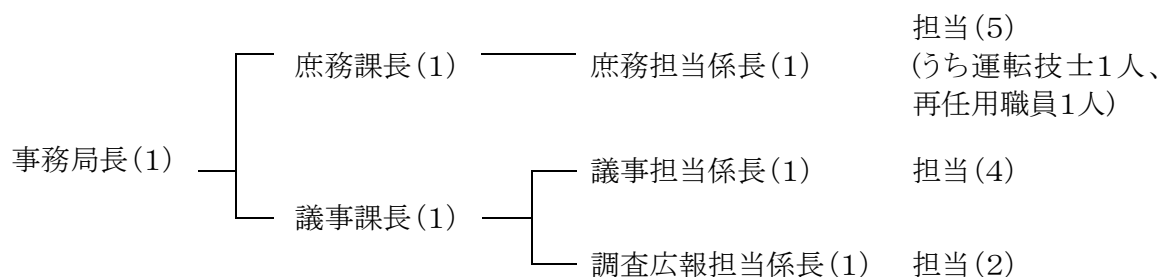 担当(5)
庶務課長(1) 庶務担当係長(1) (うち運転技士1人、
再任用職員1人)
事務局長(1)
議事担当係長(1) 担当(4)
議事課長(1)
調査広報担当係長(1) 担当(2)